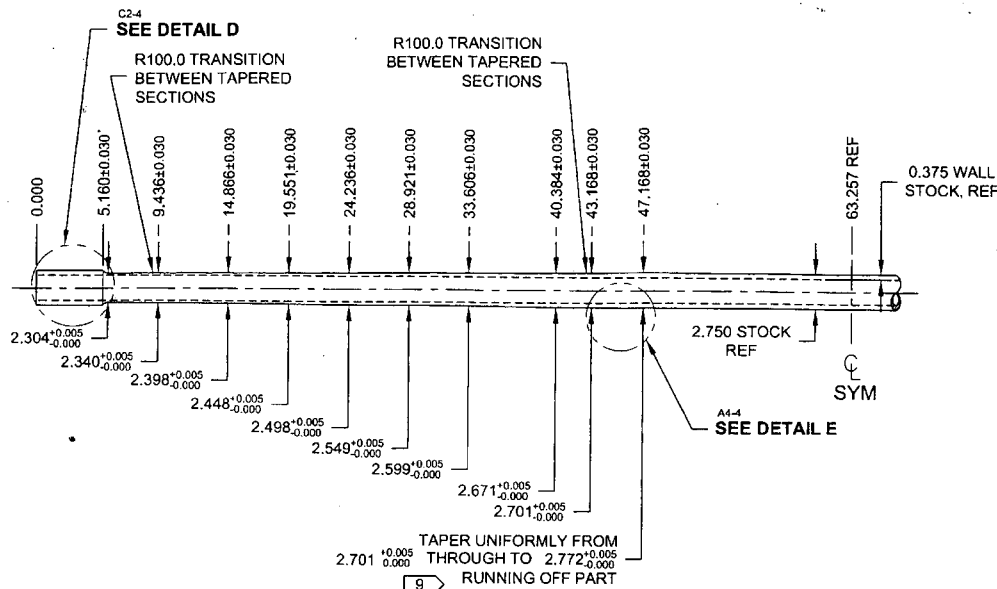 C2-4
SEE DETAIL D
R100.0 TRANSITION
BETWEEN TAPERED
SECTIONS
R100.0 TRANSITION
BETWEEN TAPERED
SECTIONS
0.000
5.160±0.030*
9.436±0.030
14.866±0.030
19.551±0.030
24.236±0.030
28.921±0.030
33.606±0.030
40.384±0.030
43.168±0.030
47.168±0.030
63.257 REF
0.375 WALL
STOCK, REF
2.304 +0.005 -0.000
2.340 +0.005 -0.000
2.398 +0.005 -0.000
2.448 +0.005 -0.000
2.498 +0.005 -0.000
2.549 +0.005 -0.000
2.599 +0.005 -0.000
2.671 +0.005 -0.000
2.701 +0.005 -0.000
2.750 STOCK
REF
℄
SYM
A4-4
SEE DETAIL E
TAPER UNIFORMLY FROM
2.701 +0.005 0.000 THROUGH TO 2.772 +0.005 -0.000
9 RUNNING OFF PART